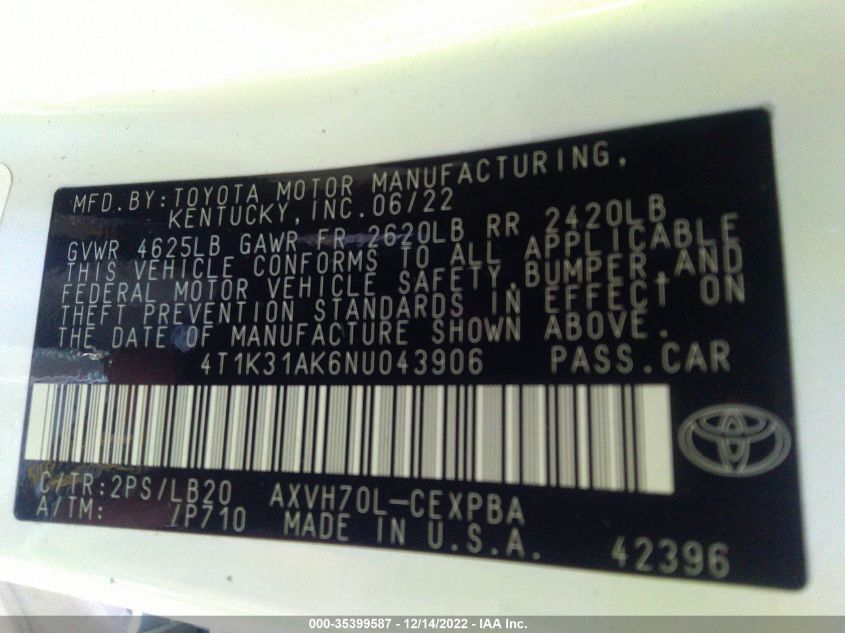 MFD.BY:TOYOTA MOTOR MANUFACTURING,
KENTUCKY, INC.06/22
GVWR 4625LB GAWR FR 2620LB RR 2420LB
THIS VEHICLE CONFORMS TO ALL APPLICABLE
FEDERAL MOTOR VEHICLE SAFETY,BUMPER,AND
THEFT PREVENTION STANDARDS IN EFFECT ON
THE DATE OF MANUFACTURE SHOWN ABOVE.
4T1K31AK6NU043906 PASS.CAR
C/TR:2PS/LB20 AXVH70L-CEXPBA
A/TM: /P710 MADE IN U.S.A. 42396
000-35399587 - 12/14/2022 - IAA Inc.